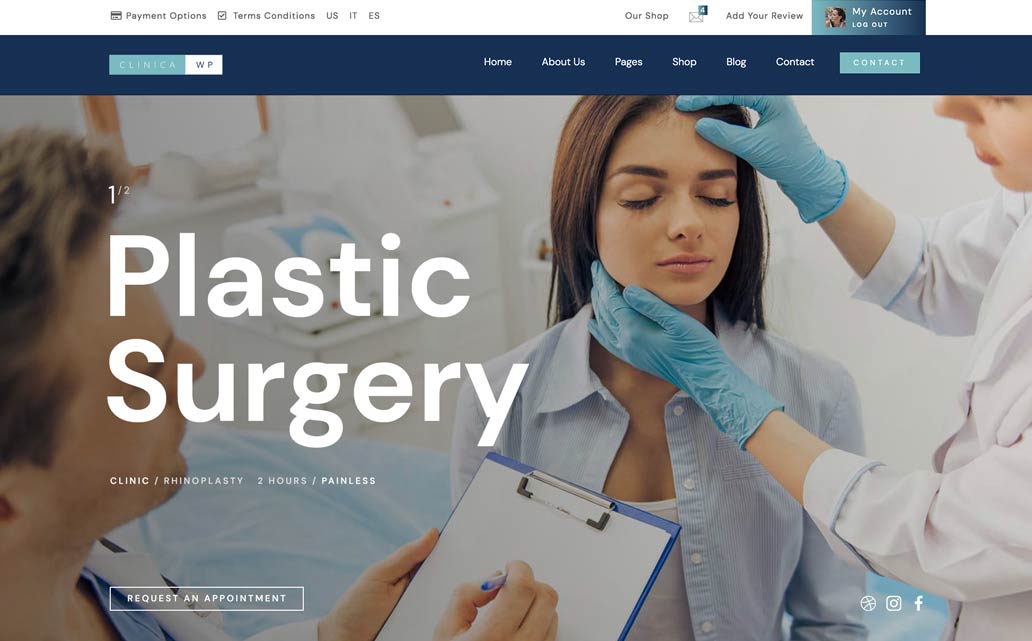 Payment Options Terms Conditions US IT ES Our Shop 4 Add Your Review My Account
LOG OUT
CLINICA WP Home About Us Pages Shop Blog Contact CONTACT
1/2
Plastic
Surgery
CLINIC / RHINOPLASTY 2 HOURS / PAINLESS
REQUEST AN APPOINTMENT